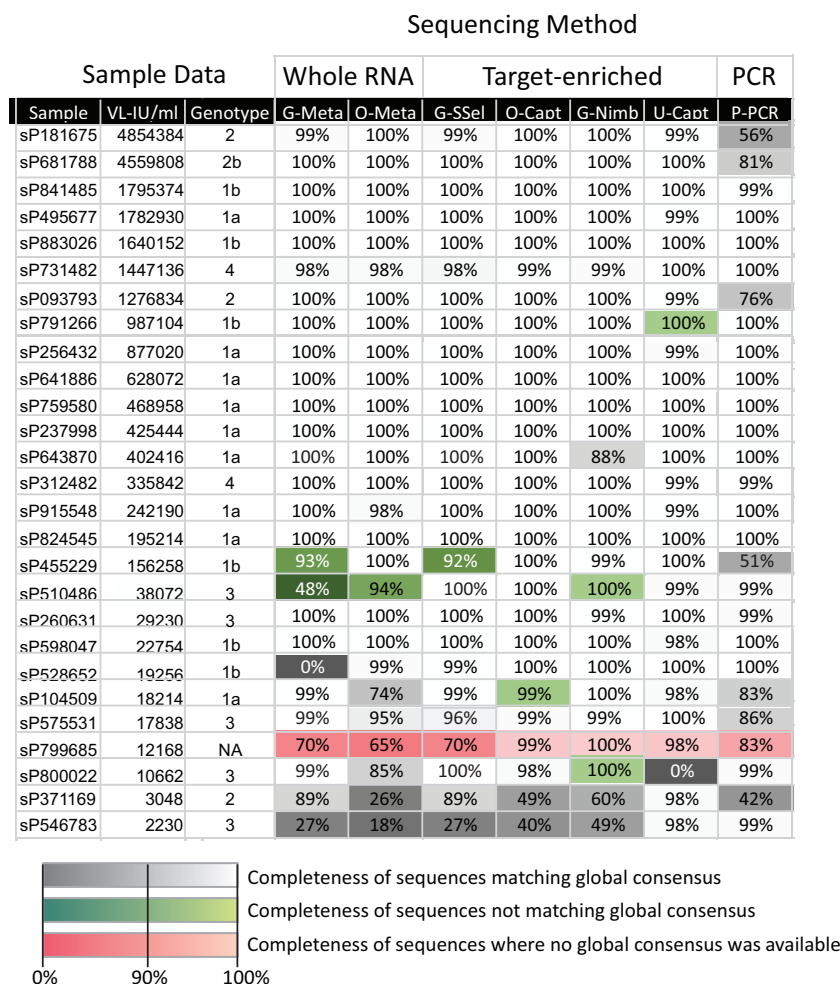 Sequencing Method
Sample Data Whole RNA Target-enriched PCR
Sample VL-IU/ml Genotype G-Meta O-Meta G-SSel O-Capt G-Nimb U-Capt P-PCR
sP181675 4854384 2 99% 100% 99% 100% 100% 99% 56%
sP681788 4559808 2b 100% 100% 100% 100% 100% 100% 81%
sP841485 1795374 1b 100% 100% 100% 100% 100% 100% 99%
sP495677 1782930 1a 100% 100% 100% 100% 100% 99% 100%
sP883026 1640152 1b 100% 100% 100% 100% 100% 100% 100%
sP731482 1447136 4 98% 98% 98% 99% 99% 100% 100%
sP093793 1276834 2 100% 100% 100% 100% 100% 99% 76%
sP791266 987104 1b 100% 100% 100% 100% 100% 100% 100%
sP256432 877020 1a 100% 100% 100% 100% 100% 99% 100%
sP641886 628072 1a 100% 100% 100% 100% 100% 100% 100%
sP759580 468958 1a 100% 100% 100% 100% 100% 100% 100%
sP237998 425444 1a 100% 100% 100% 100% 100% 100% 100%
sP643870 402416 1a 100% 100% 100% 100% 88% 100% 100%
sP312482 335842 4 100% 100% 100% 100% 100% 99% 99%
sP915548 242190 1a 100% 98% 100% 100% 100% 99% 100%
sP824545 195214 1a 100% 100% 100% 100% 100% 100% 100%
sP455229 156258 1b 93% 100% 92% 100% 99% 100% 51%
sP510486 38072 3 48% 94% 100% 100% 100% 99% 99%
sP260631 29230 3 100% 100% 100% 100% 99% 100% 99%
sP598047 22754 1b 100% 100% 100% 100% 100% 98% 100%
sP528652 19256 1b 0% 99% 99% 100% 100% 100% 100%
sP104509 18214 1a 99% 74% 99% 99% 100% 98% 83%
sP575531 17838 3 99% 95% 96% 99% 99% 100% 86%
sP799685 12168 NA 70% 65% 70% 99% 100% 98% 83%
sP800022 10662 3 99% 85% 100% 98% 100% 0% 99%
sP371169 3048 2 89% 26% 89% 49% 60% 98% 42%
sP546783 2230 3 27% 18% 27% 40% 49% 98% 99%
Completeness of sequences matching global consensus
Completeness of sequences not matching global consensus
Completeness of sequences where no global consensus was available
0% 90% 100%